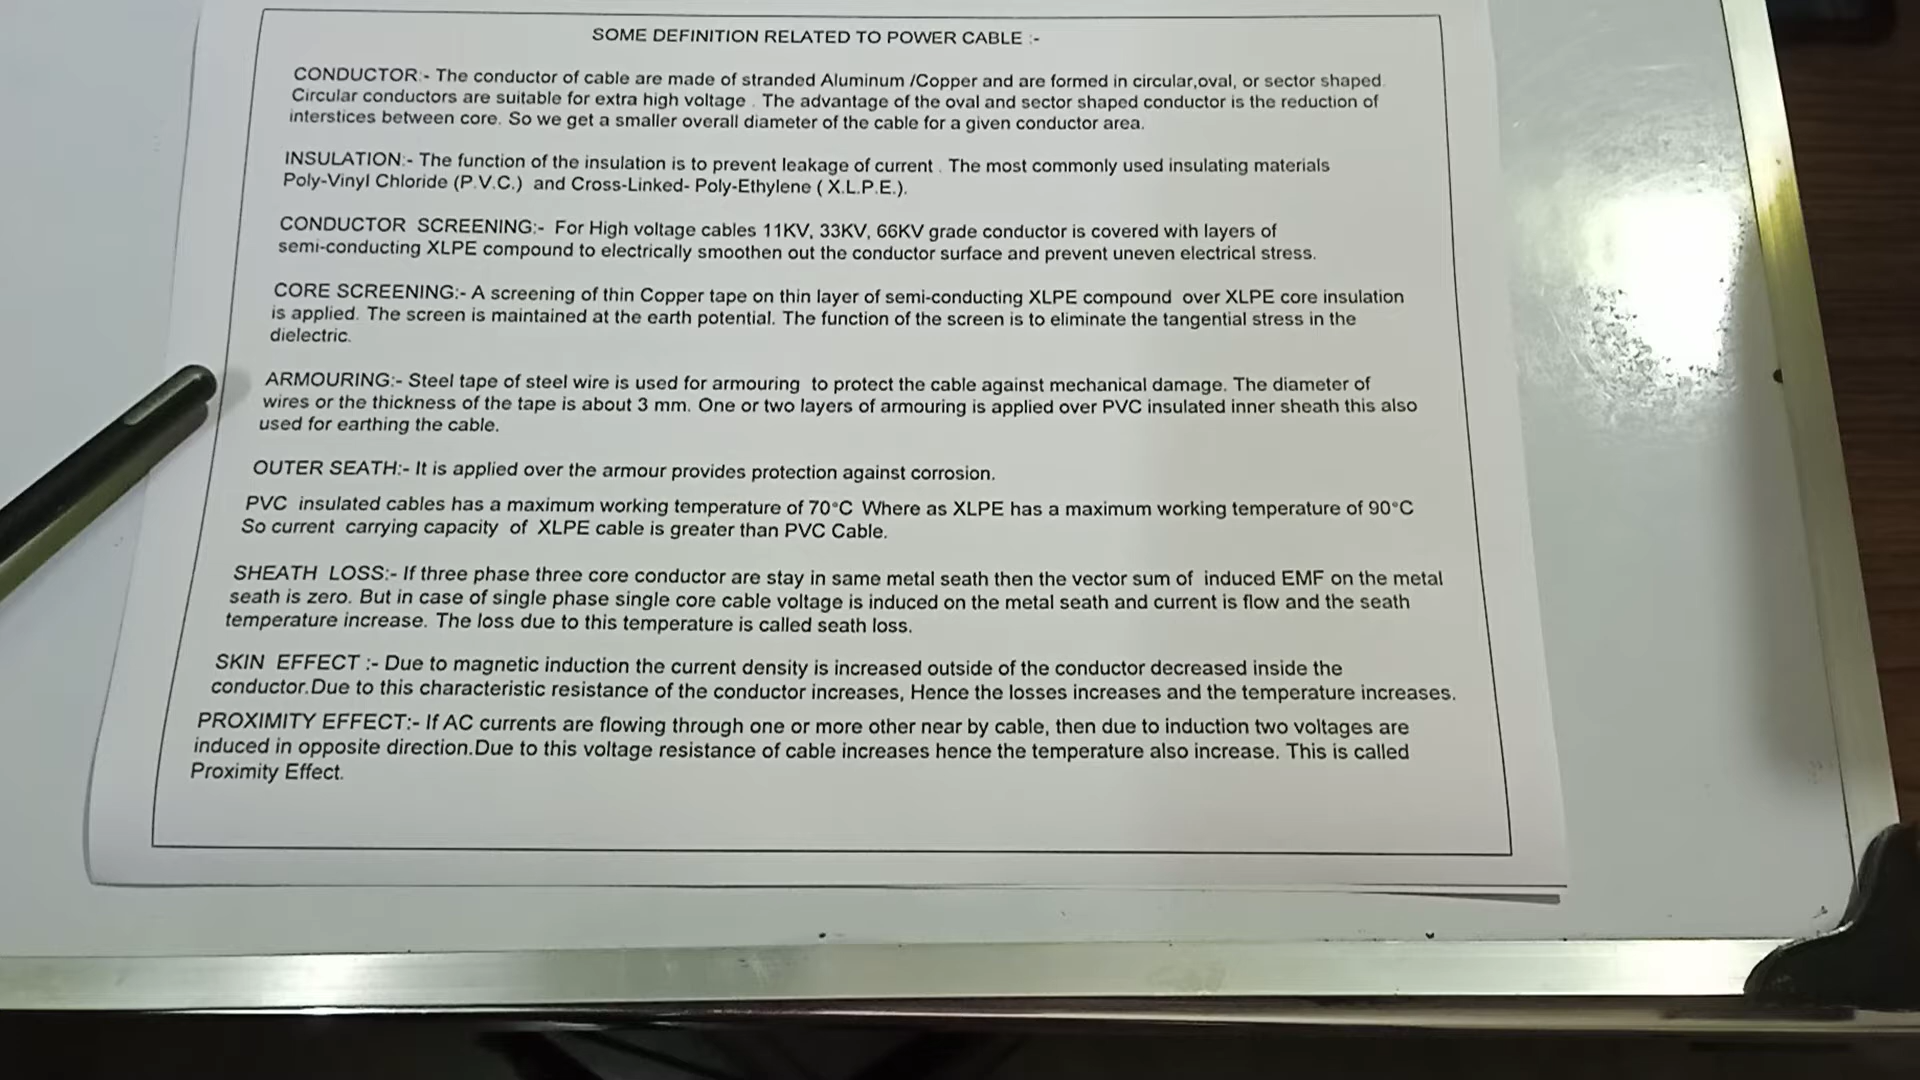 SOME DEFINITION RELATED TO POWER CABLE :-
CONDUCTOR:- The conductor of cable are made of stranded Aluminum /Copper and are formed in circular,oval, or sector shaped.
Circular conductors are suitable for extra high voltage . The advantage of the oval and sector shaped conductor is the reduction of
interstices between core. So we get a smaller overall diameter of the cable for a given conductor area.
INSULATION:- The function of the insulation is to prevent leakage of current . The most commonly used insulating materials
Poly-Vinyl Chloride (P.V.C.) and Cross-Linked- Poly-Ethylene ( X.L.P.E.).
CONDUCTOR SCREENING:- For High voltage cables 11KV, 33KV, 66KV grade conductor is covered with layers of
semi-conducting XLPE compound to electrically smoothen out the conductor surface and prevent uneven electrical stress.
CORE SCREENING:- A screening of thin Copper tape on thin layer of semi-conducting XLPE compound over XLPE core insulation
is applied. The screen is maintained at the earth potential. The function of the screen is to eliminate the tangential stress in the
dielectric.
ARMOURING:- Steel tape of steel wire is used for armouring to protect the cable against mechanical damage. The diameter of
wires or the thickness of the tape is about 3 mm. One or two layers of armouring is applied over PVC insulated inner sheath this also
used for earthing the cable.
OUTER SEATH:- It is applied over the armour provides protection against corrosion.
PVC insulated cables has a maximum working temperature of 70°C Where as XLPE has a maximum working temperature of 90°C
So current carrying capacity of XLPE cable is greater than PVC Cable.
SHEATH LOSS:- If three phase three core conductor are stay in same metal seath then the vector sum of induced EMF on the metal
seath is zero. But in case of single phase single core cable voltage is induced on the metal seath and current is flow and the seath
temperature increase. The loss due to this temperature is called seath loss.
SKIN EFFECT :- Due to magnetic induction the current density is increased outside of the conductor decreased inside the
conductor.Due to this characteristic resistance of the conductor increases, Hence the losses increases and the temperature increases.
PROXIMITY EFFECT:- If AC currents are flowing through one or more other near by cable, then due to induction two voltages are
induced in opposite direction.Due to this voltage resistance of cable increases hence the temperature also increase. This is called
Proximity Effect.